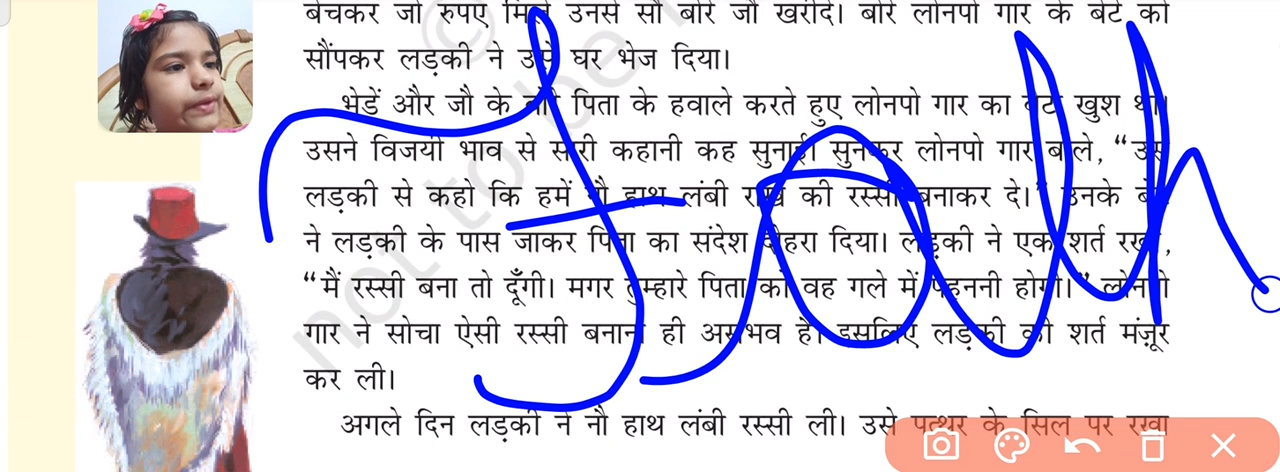 बेचकर जो रुपए मिले उनसे सौ बोरे जौ खरीदे। बोरे लोनपो गार के बेटे को
सौंपकर लड़की ने उसे घर भेज दिया।
भेड़ें और जौ के बोरे पिता के हवाले करते हुए लोनपो गार का बेटा खुश था।
उसने विजयी भाव से सारी कहानी कह सुनाई। सुनकर लोनपो गार बोले, “उस
लड़की से कहो कि हमें नौ हाथ लंबी राख की रस्सी बनाकर दे।” उनके बेटे
ने लड़की के पास जाकर पिता का संदेश दोहरा दिया। लड़की ने एक शर्त रखी,
“मैं रस्सी बना तो दूँगी। मगर तुम्हारे पिता को वह गले में पहननी होगी।” लोनपो
गार ने सोचा ऐसी रस्सी बनाना ही असंभव है। इसलिए लड़की की शर्त मंज़ूर
कर ली।
अगले दिन लड़की ने नौ हाथ लंबी रस्सी ली। उसे पत्थर के सिल पर रखा
not to be